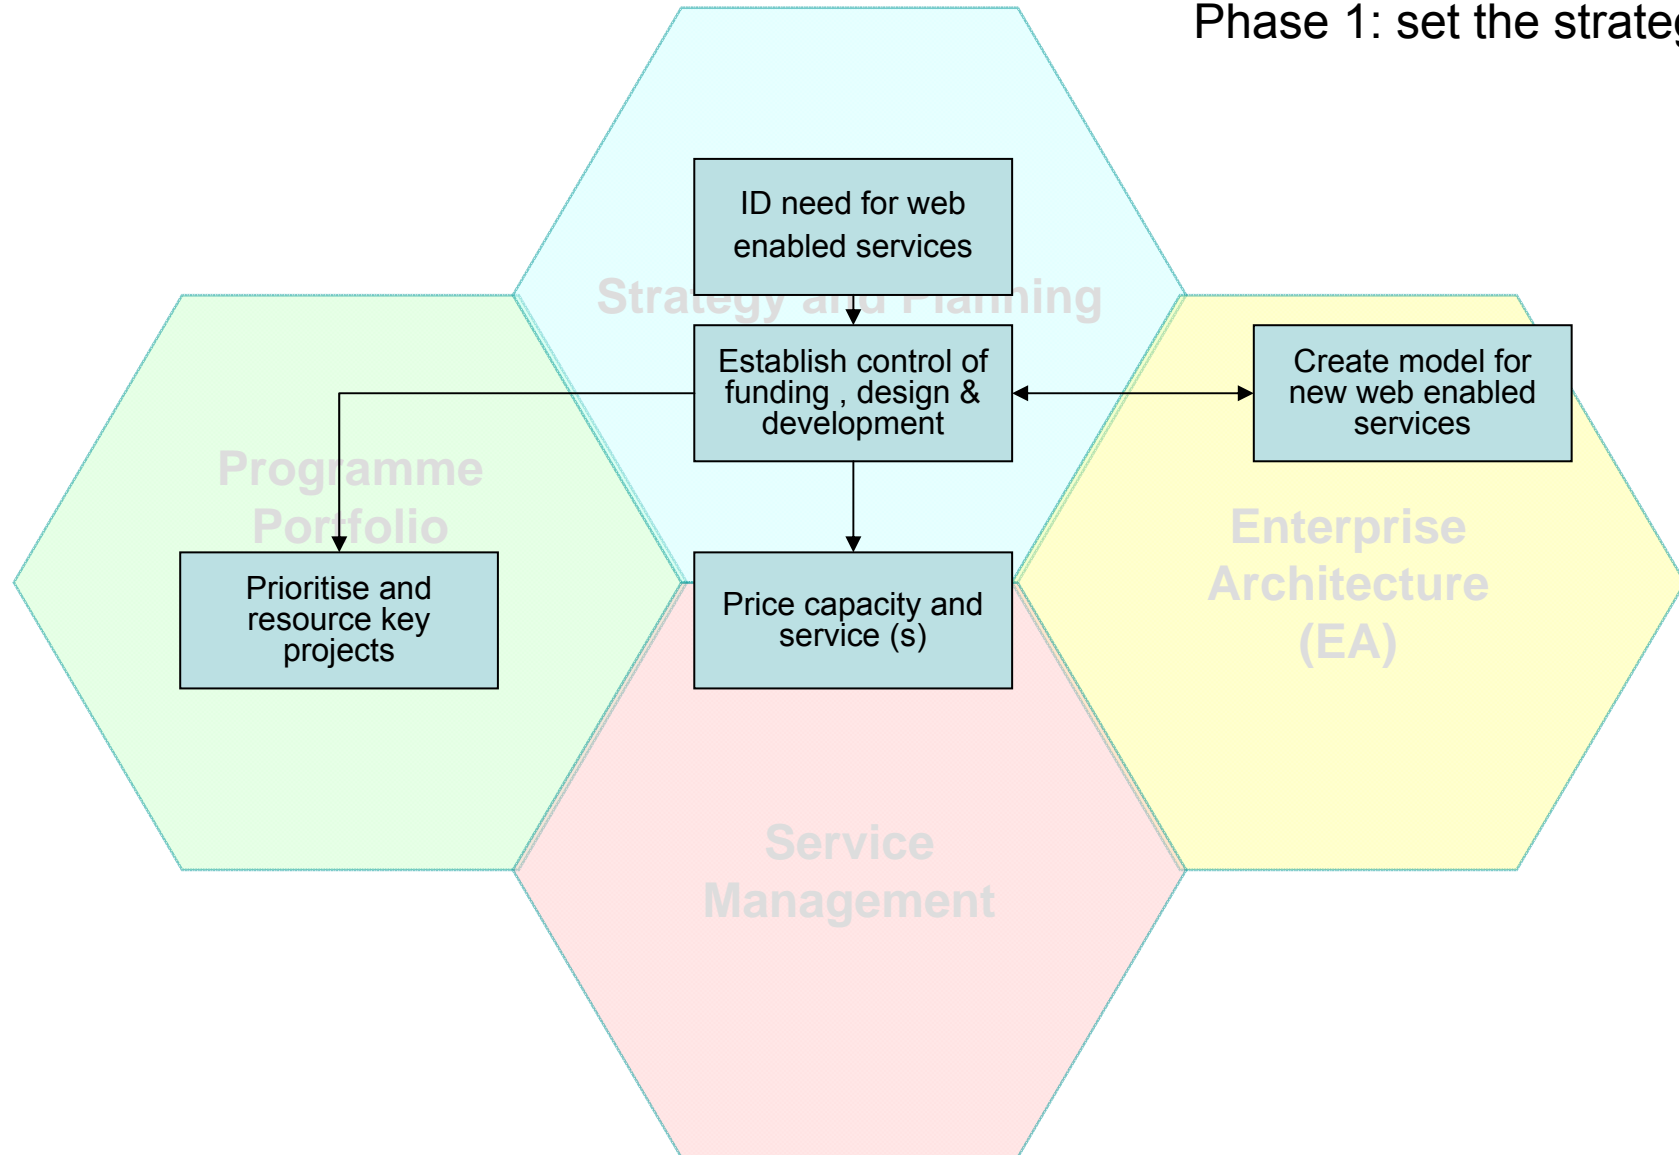 Phase 1: set the strateg
ID need for web
enabled services
Strategy and Planning
Establish control of
funding , design &
development
Create model for
new web enabled
services
Programme
Portfolio
Prioritise and
resource key
projects
Price capacity and
service (s)
Enterprise
Architecture
(EA)
Service
Management